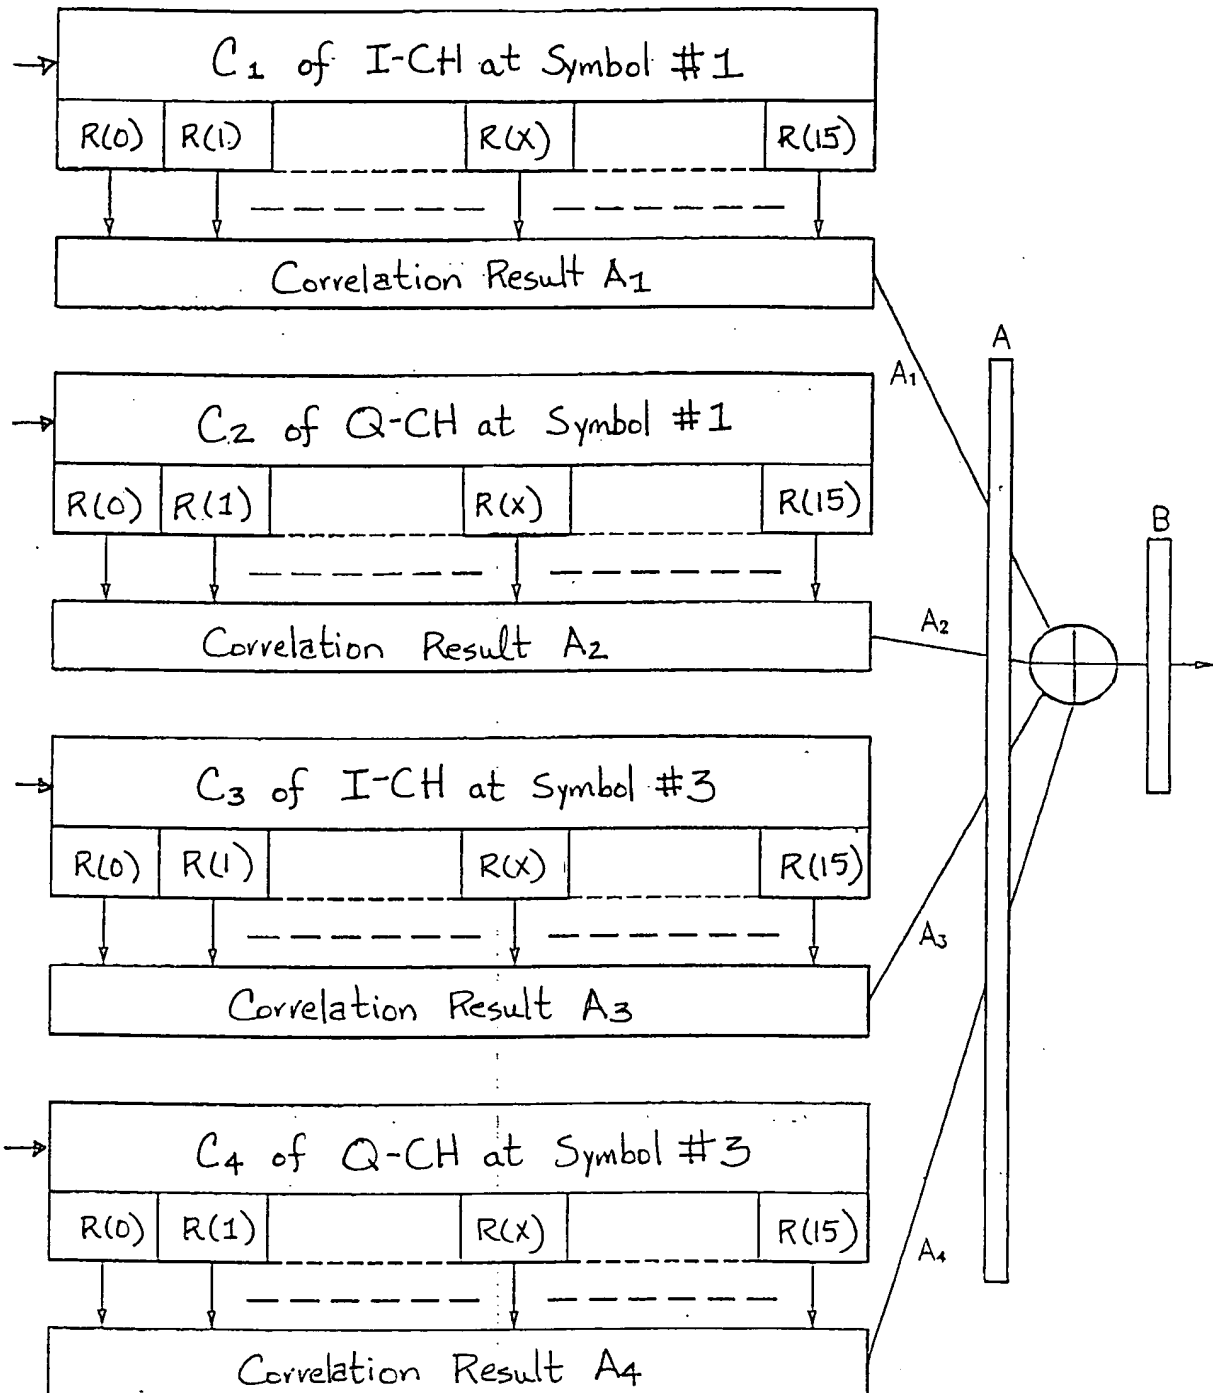 C1 of I-CH at Symbol #1
R(0) R(1) R(X) R(15)
Correlation Result A1
A
A1
C2 of Q-CH at Symbol #1
R(0) R(1) R(X) R(15)
B
Correlation Result A2
A2
C3 of I-CH at Symbol #3
R(0) R(1) R(X) R(15)
A3
Correlation Result A3
C4 of Q-CH at Symbol #3
R(0) R(1) R(X) R(15)
A4
Correlation Result A4